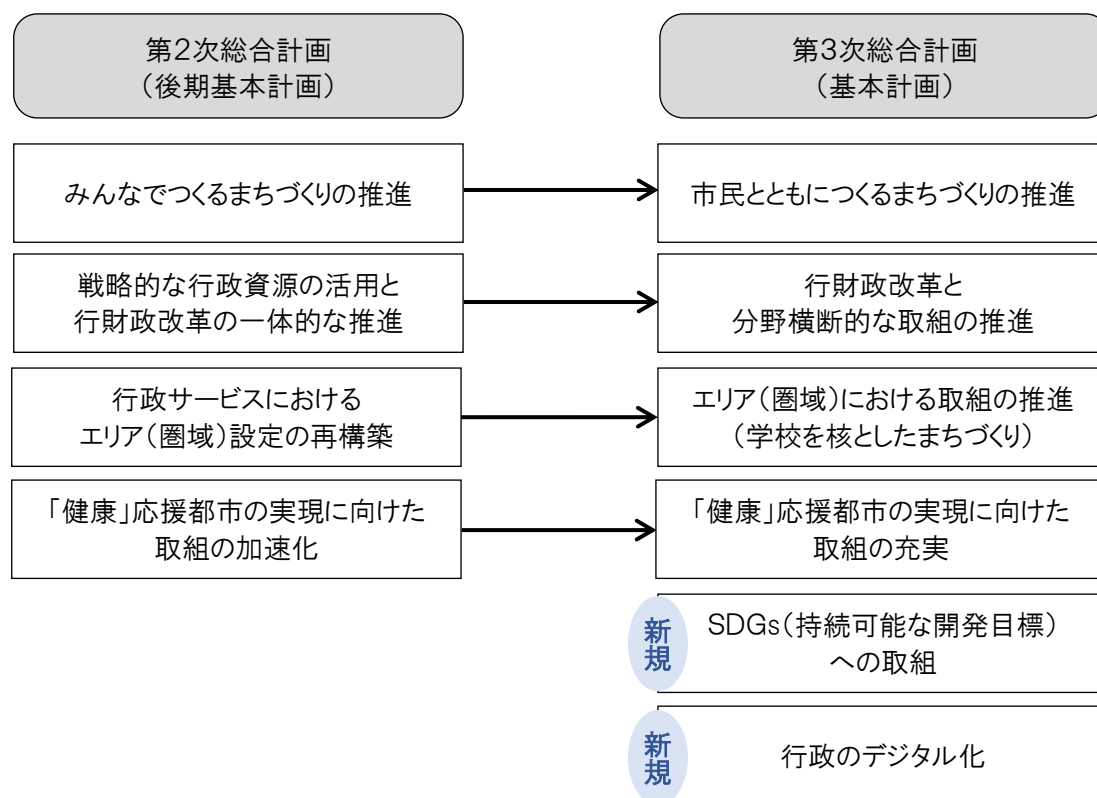 第2次総合計画
（後期基本計画）
第3次総合計画
（基本計画）
みんなでつくるまちづくりの推進
市民とともにつくるまちづくりの推進
戦略的な行政資源の活用と
行財政改革の一体的な推進
行財政改革と
分野横断的な取組の推進
行政サービスにおける
エリア（圏域）設定の再構築
エリア（圏域）における取組の推進
（学校を核としたまちづくり）
「健康」応援都市の実現に向けた
取組の加速化
「健康」応援都市の実現に向けた
取組の充実
新規
SDGs（持続可能な開発目標）
への取組
新規
行政のデジタル化